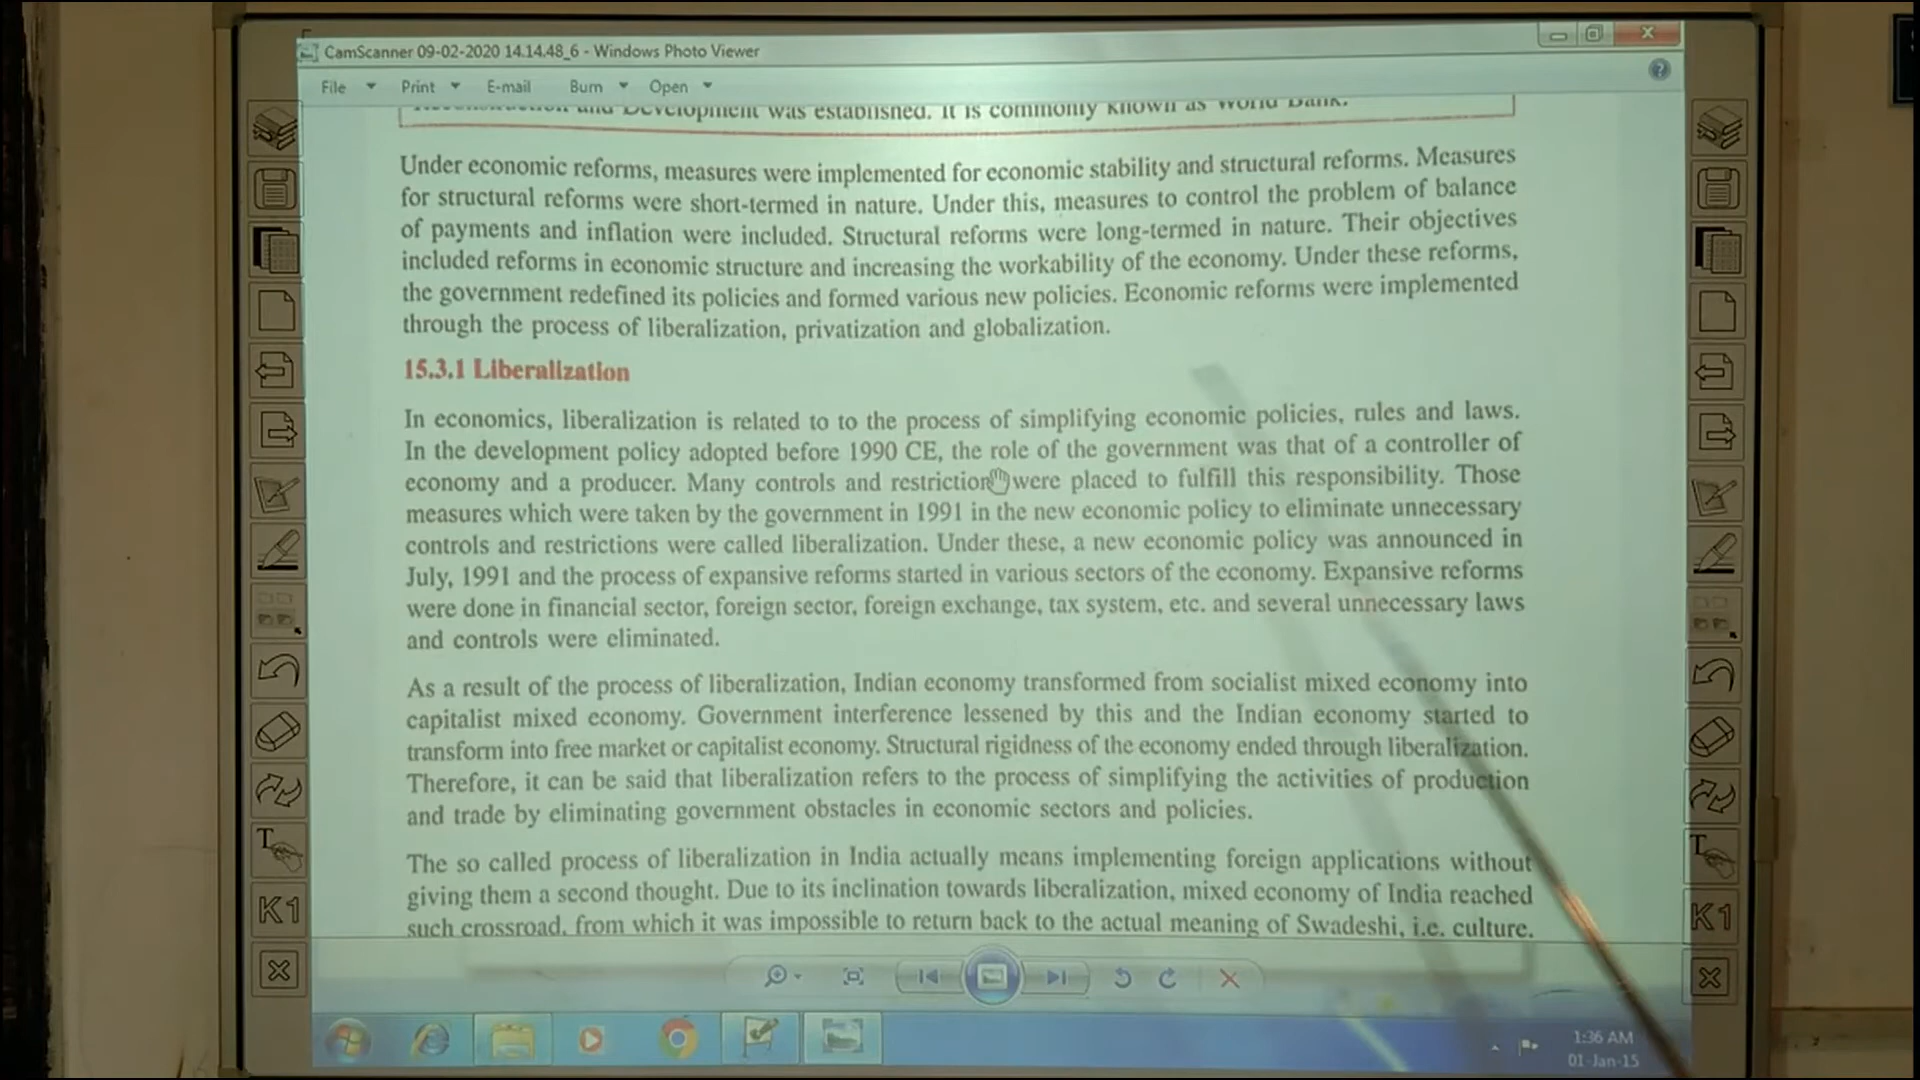 CamScanner 09-02-2020 14.14.48_6 - Windows Photo Viewer
File Print E-mail Burn Open
and Development was established. It is commonly known as World Bank.
Under economic reforms, measures were implemented for economic stability and structural reforms. Measures
for structural reforms were short-termed in nature. Under this, measures to control the problem of balance
of payments and inflation were included. Structural reforms were long-termed in nature. Their objectives
included reforms in economic structure and increasing the workability of the economy. Under these reforms,
the government redefined its policies and formed various new policies. Economic reforms were implemented
through the process of liberalization, privatization and globalization.
15.3.1 Liberalization
In economics, liberalization is related to to the process of simplifying economic policies, rules and laws.
In the development policy adopted before 1990 CE, the role of the government was that of a controller of
economy and a producer. Many controls and restriction were placed to fulfill this responsibility. Those
measures which were taken by the government in 1991 in the new economic policy to eliminate unnecessary
controls and restrictions were called liberalization. Under these, a new economic policy was announced in
July, 1991 and the process of expansive reforms started in various sectors of the economy. Expansive reforms
were done in financial sector, foreign sector, foreign exchange, tax system, etc. and several unnecessary laws
and controls were eliminated.
As a result of the process of liberalization, Indian economy transformed from socialist mixed economy into
capitalist mixed economy. Government interference lessened by this and the Indian economy started to
transform into free market or capitalist economy. Structural rigidness of the economy ended through liberalization.
Therefore, it can be said that liberalization refers to the process of simplifying the activities of production
and trade by eliminating government obstacles in economic sectors and policies.
The so called process of liberalization in India actually means implementing foreign applications without
giving them a second thought. Due to its inclination towards liberalization, mixed economy of India reached
such crossroad, from which it was impossible to return back to the actual meaning of Swadeshi, i.e. culture.
T T
K1 K1
1:36 AM
01-Jan-15